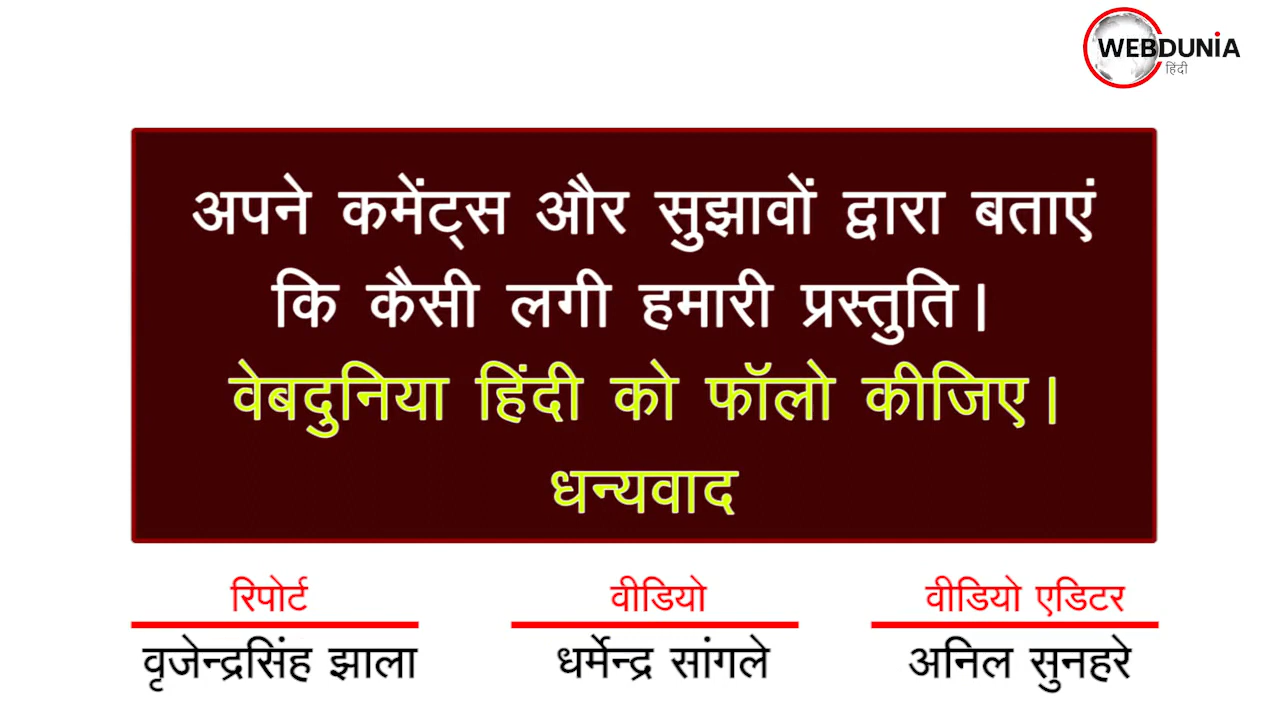 WEBDUNIA
हिंदी
अपने कमेंट्स और सुझावों द्वारा बताएं
कि कैसी लगी हमारी प्रस्तुति।
वेबदुनिया हिंदी को फॉलो कीजिए।
धन्यवाद
रिपोर्ट
वृजेन्द्रसिंह झाला
वीडियो
धर्मेन्द्र सांगले
वीडियो एडिटर
अनिल सुनहरे